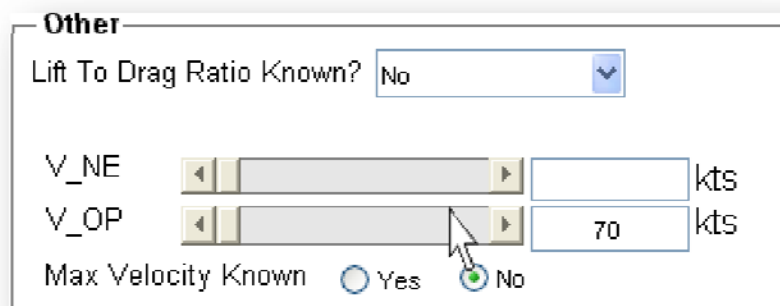 Other
Lift To Drag Ratio Known? No
V_NE kts
V_OP 70 kts
Max Velocity Known Yes No